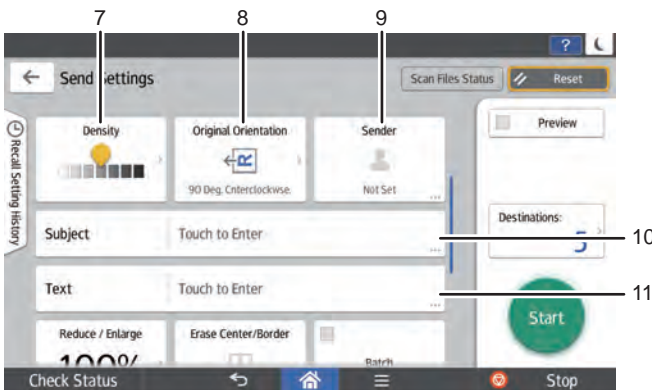 7 8 9
?
Send Settings Scan Files Status Reset
Recall Setting History
Density Original Orientation Sender Preview
R
90 Deg. Cnterclockwse. Not Set ...
Destinations:
5
Subject Touch to Enter ... 10
Text Touch to Enter ... 11
Start
Reduce / Enlarge Erase Center/Border
100% Batch
Check Status Stop